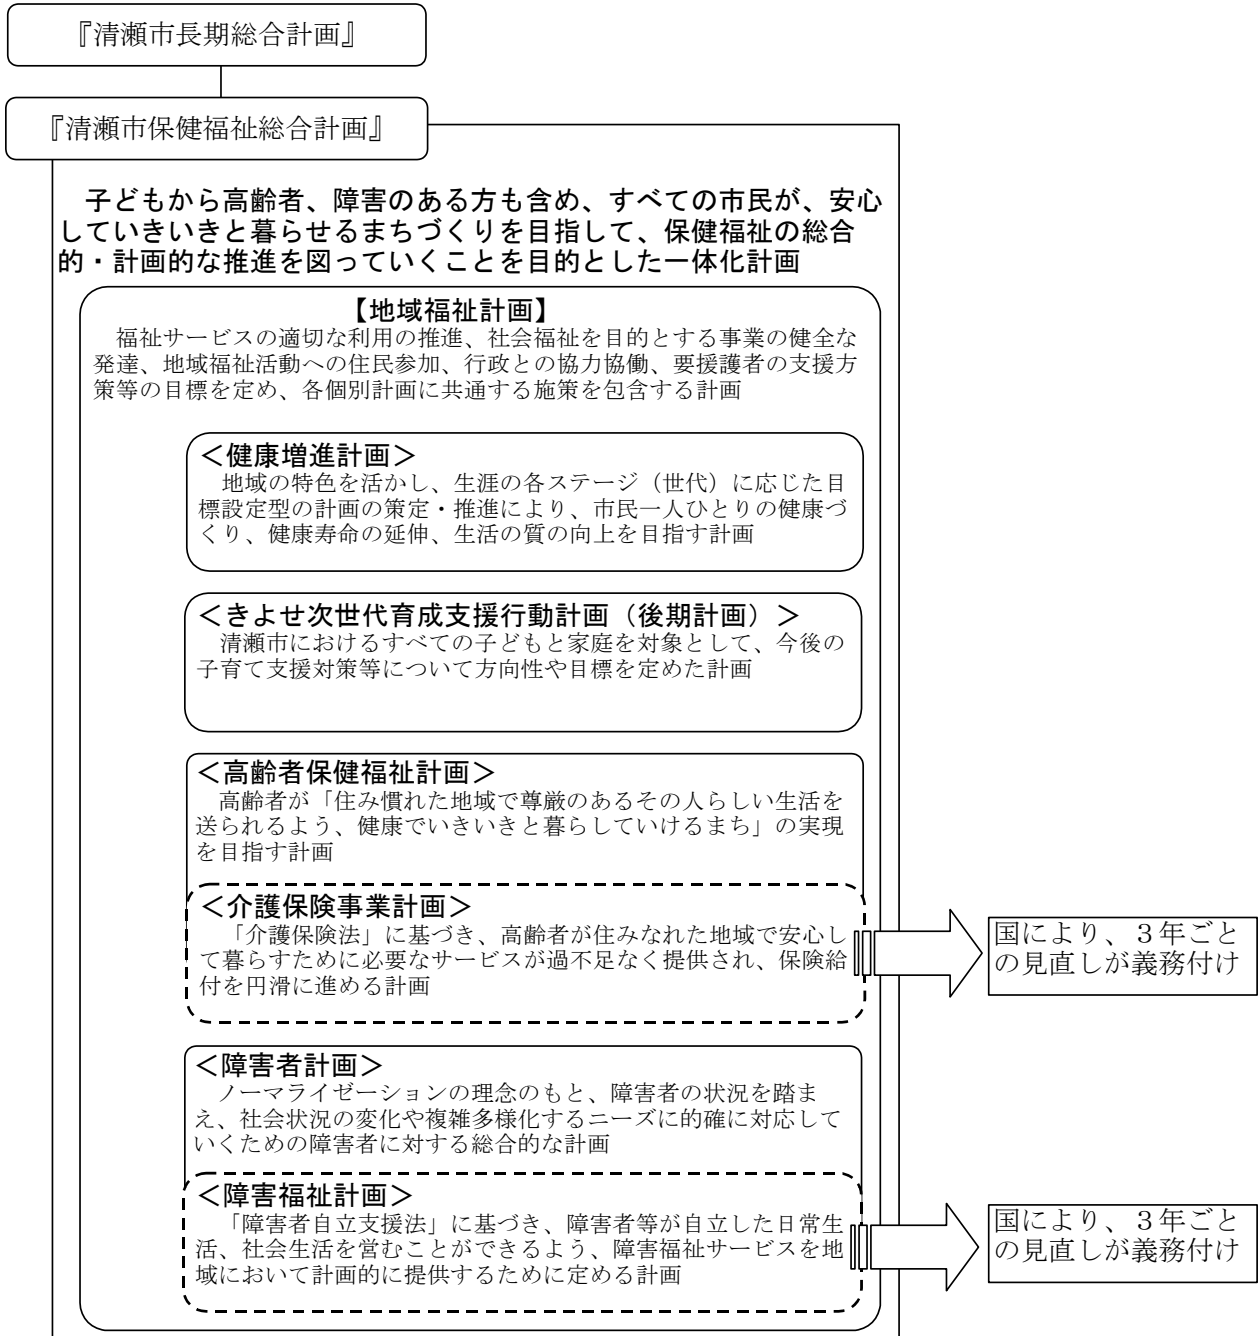 『清瀬市長期総合計画』
『清瀬市保健福祉総合計画』
子どもから高齢者、障害のある方も含め、すべての市民が、安心
していきいきと暮らせるまちづくりを目指して、保健福祉の総合
的・計画的な推進を図っていくことを目的とした一体化計画
【地域福祉計画】
福祉サービスの適切な利用の推進、社会福祉を目的とする事業の健全な
発達、地域福祉活動への住民参加、行政との協力協働、要援護者の支援方
策等の目標を定め、各個別計画に共通する施策を包含する計画
＜健康増進計画＞
地域の特色を活かし、生涯の各ステージ（世代）に応じた目
標設定型の計画の策定・推進により、市民一人ひとりの健康づ
くり、健康寿命の延伸、生活の質の向上を目指す計画
＜きよせ次世代育成支援行動計画（後期計画）＞
清瀬市におけるすべての子どもと家庭を対象として、今後の
子育て支援対策等について方向性や目標を定めた計画
＜高齢者保健福祉計画＞
高齢者が「住み慣れた地域で尊厳のあるその人らしい生活を
送られるよう、健康でいきいきと暮らしていけるまち」の実現
を目指す計画
＜介護保険事業計画＞
「介護保険法」に基づき、高齢者が住みなれた地域で安心し
て暮らすために必要なサービスが過不足なく提供され、保険給
付を円滑に進める計画
国により、３年ごと
の見直しが義務付け
＜障害者計画＞
ノーマライゼーションの理念のもと、障害者の状況を踏ま
え、社会状況の変化や複雑多様化するニーズに的確に対応して
いくための障害者に対する総合的な計画
＜障害福祉計画＞
「障害者自立支援法」に基づき、障害者等が自立した日常生
活、社会生活を営むことができるよう、障害福祉サービスを地
域において計画的に提供するために定める計画
国により、３年ごと
の見直しが義務付け